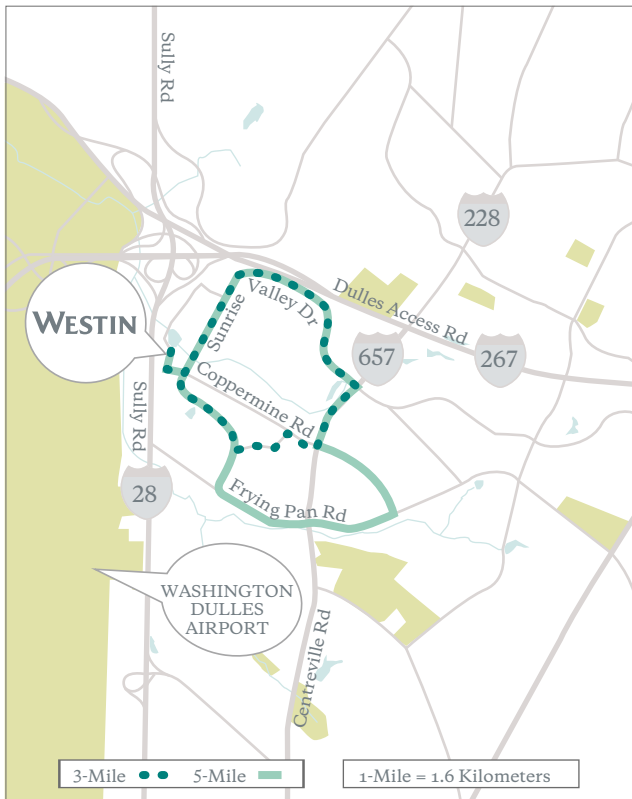 Sully Rd
228
Dulles Access Rd
Valley Dr
Sunrise
WESTIN
657
267
Coppermine Rd
Sully Rd
28
Frying Pan Rd
WASHINGTON
DULLES
AIRPORT
Centreville Rd
3-Mile 5-Mile
1-Mile = 1.6 Kilometers